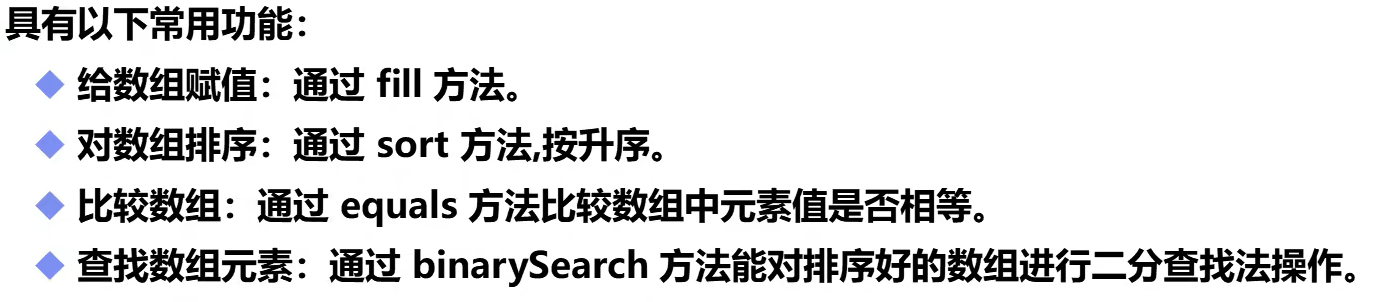 具有以下常用功能：
给数组赋值：通过 fill 方法。
对数组排序：通过 sort 方法,按升序。
比较数组：通过 equals 方法比较数组中元素值是否相等。
查找数组元素：通过 binarySearch 方法能对排序好的数组进行二分查找法操作。